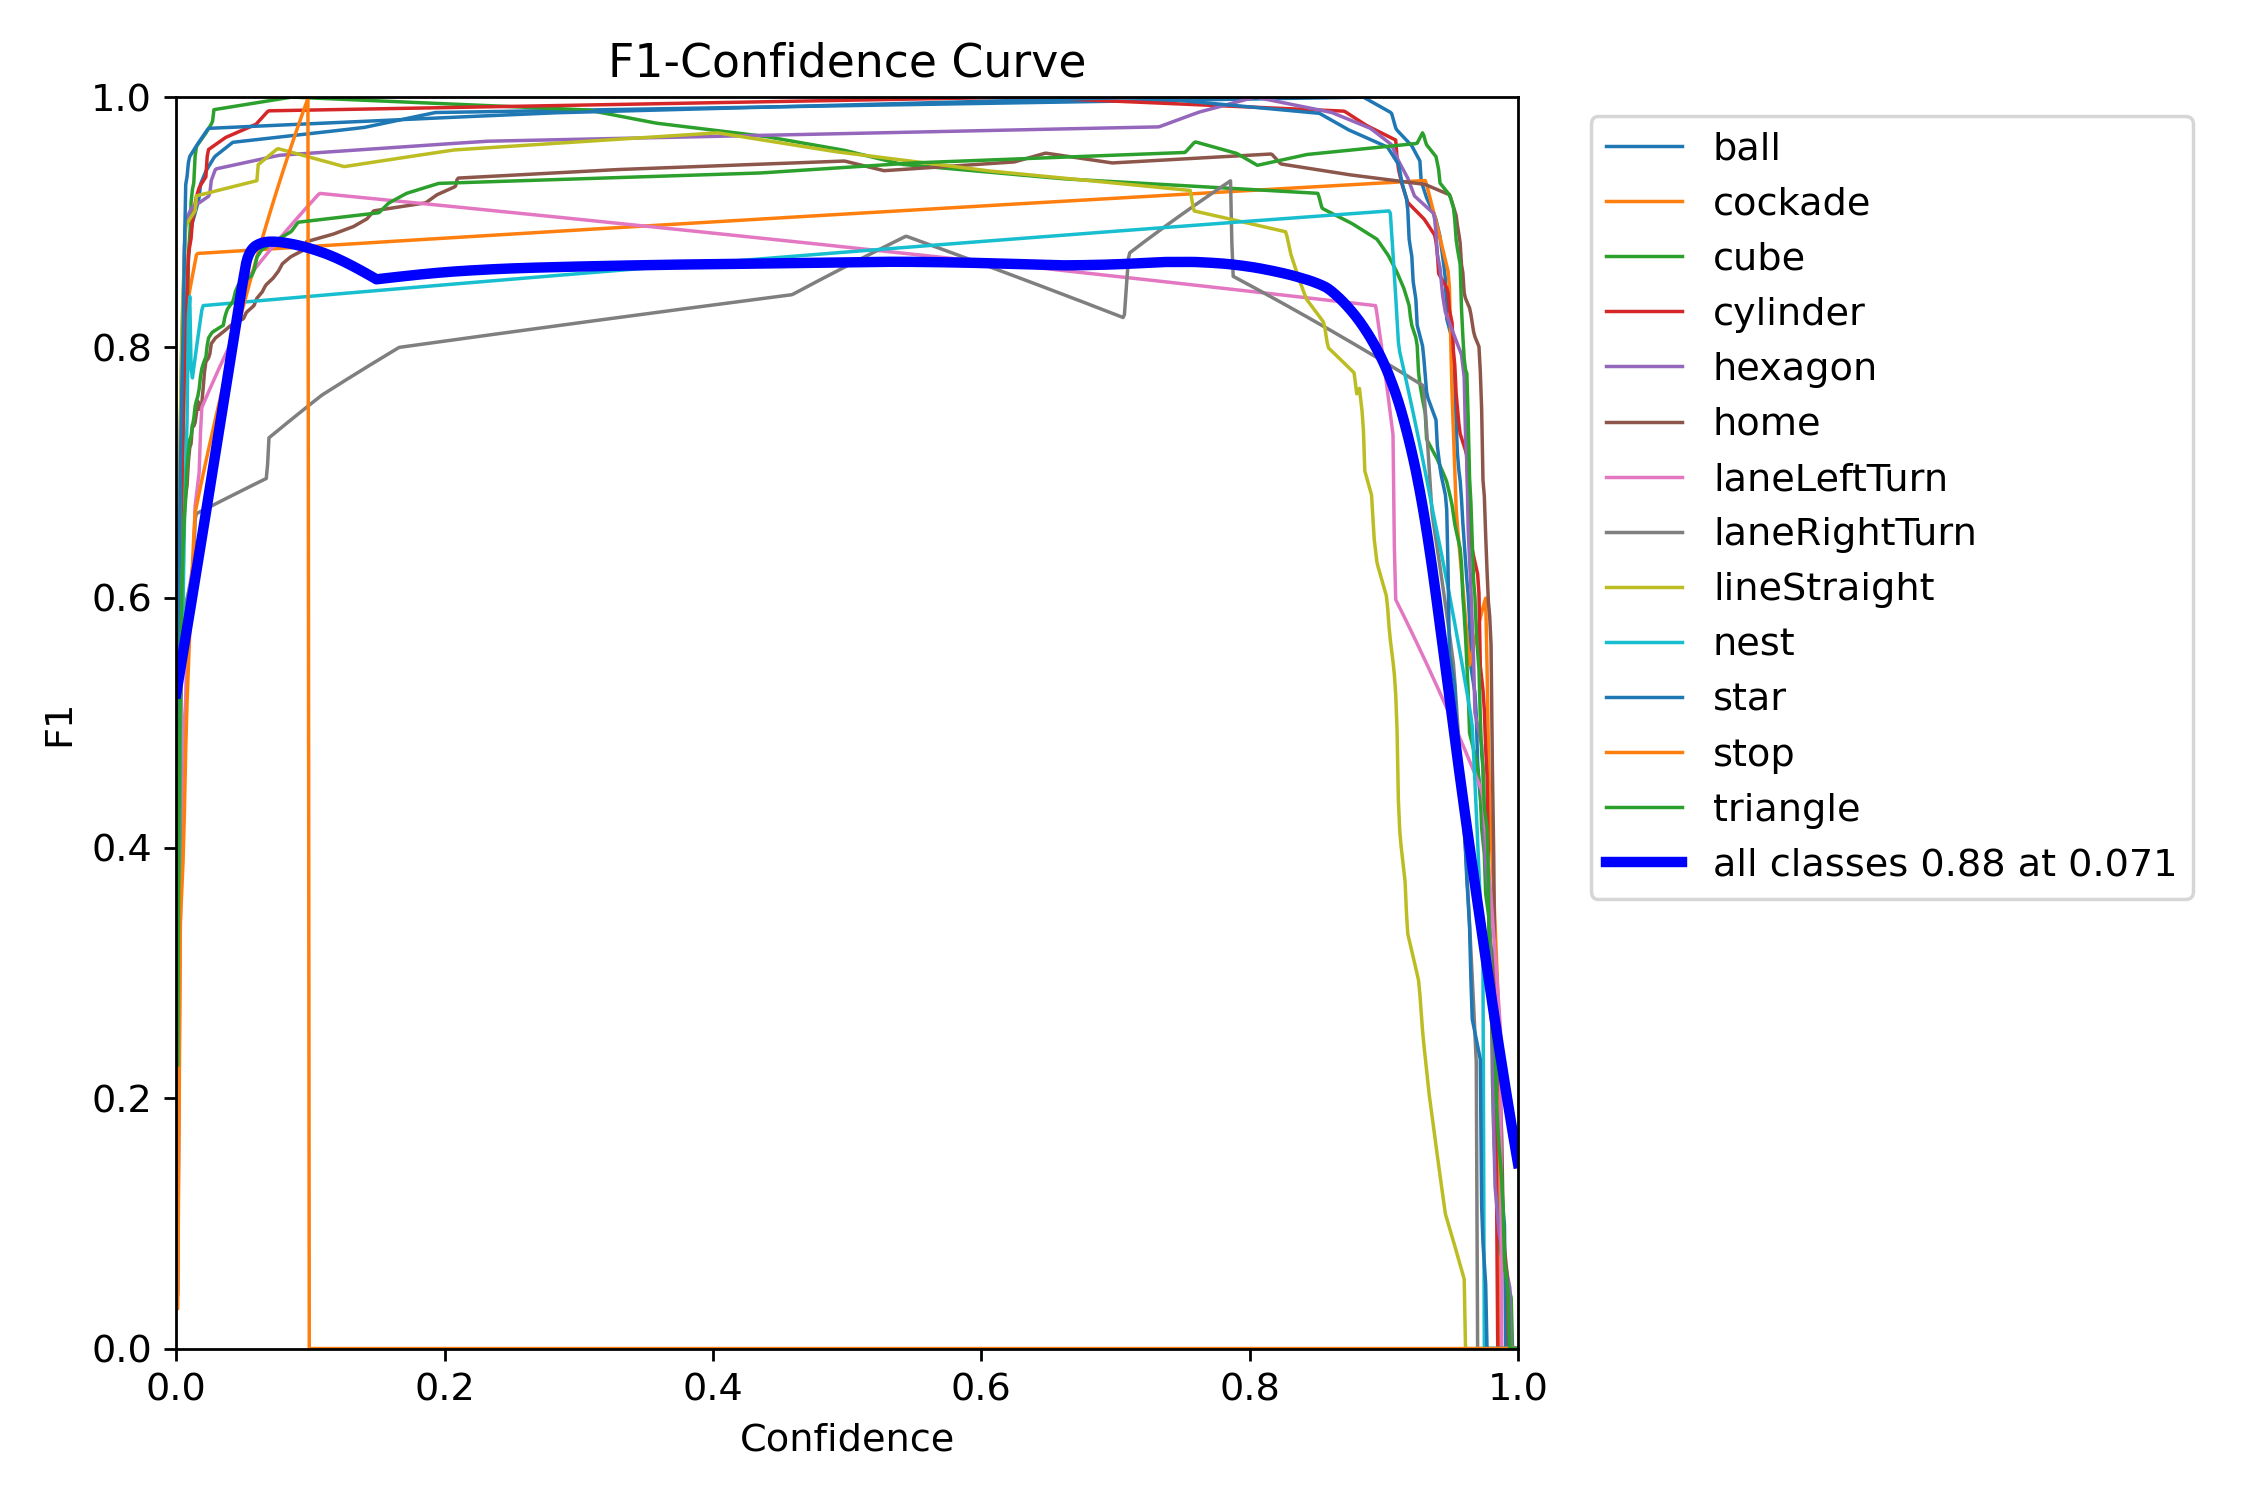 F1-Confidence Curve
1.0
0.8
0.6
0.4
0.2
0.0
F1
0.0 0.2 0.4 0.6 0.8 1.0
Confidence
ball
cockade
cube
cylinder
hexagon
home
laneLeftTurn
laneRightTurn
lineStraight
nest
star
stop
triangle
all classes 0.88 at 0.071